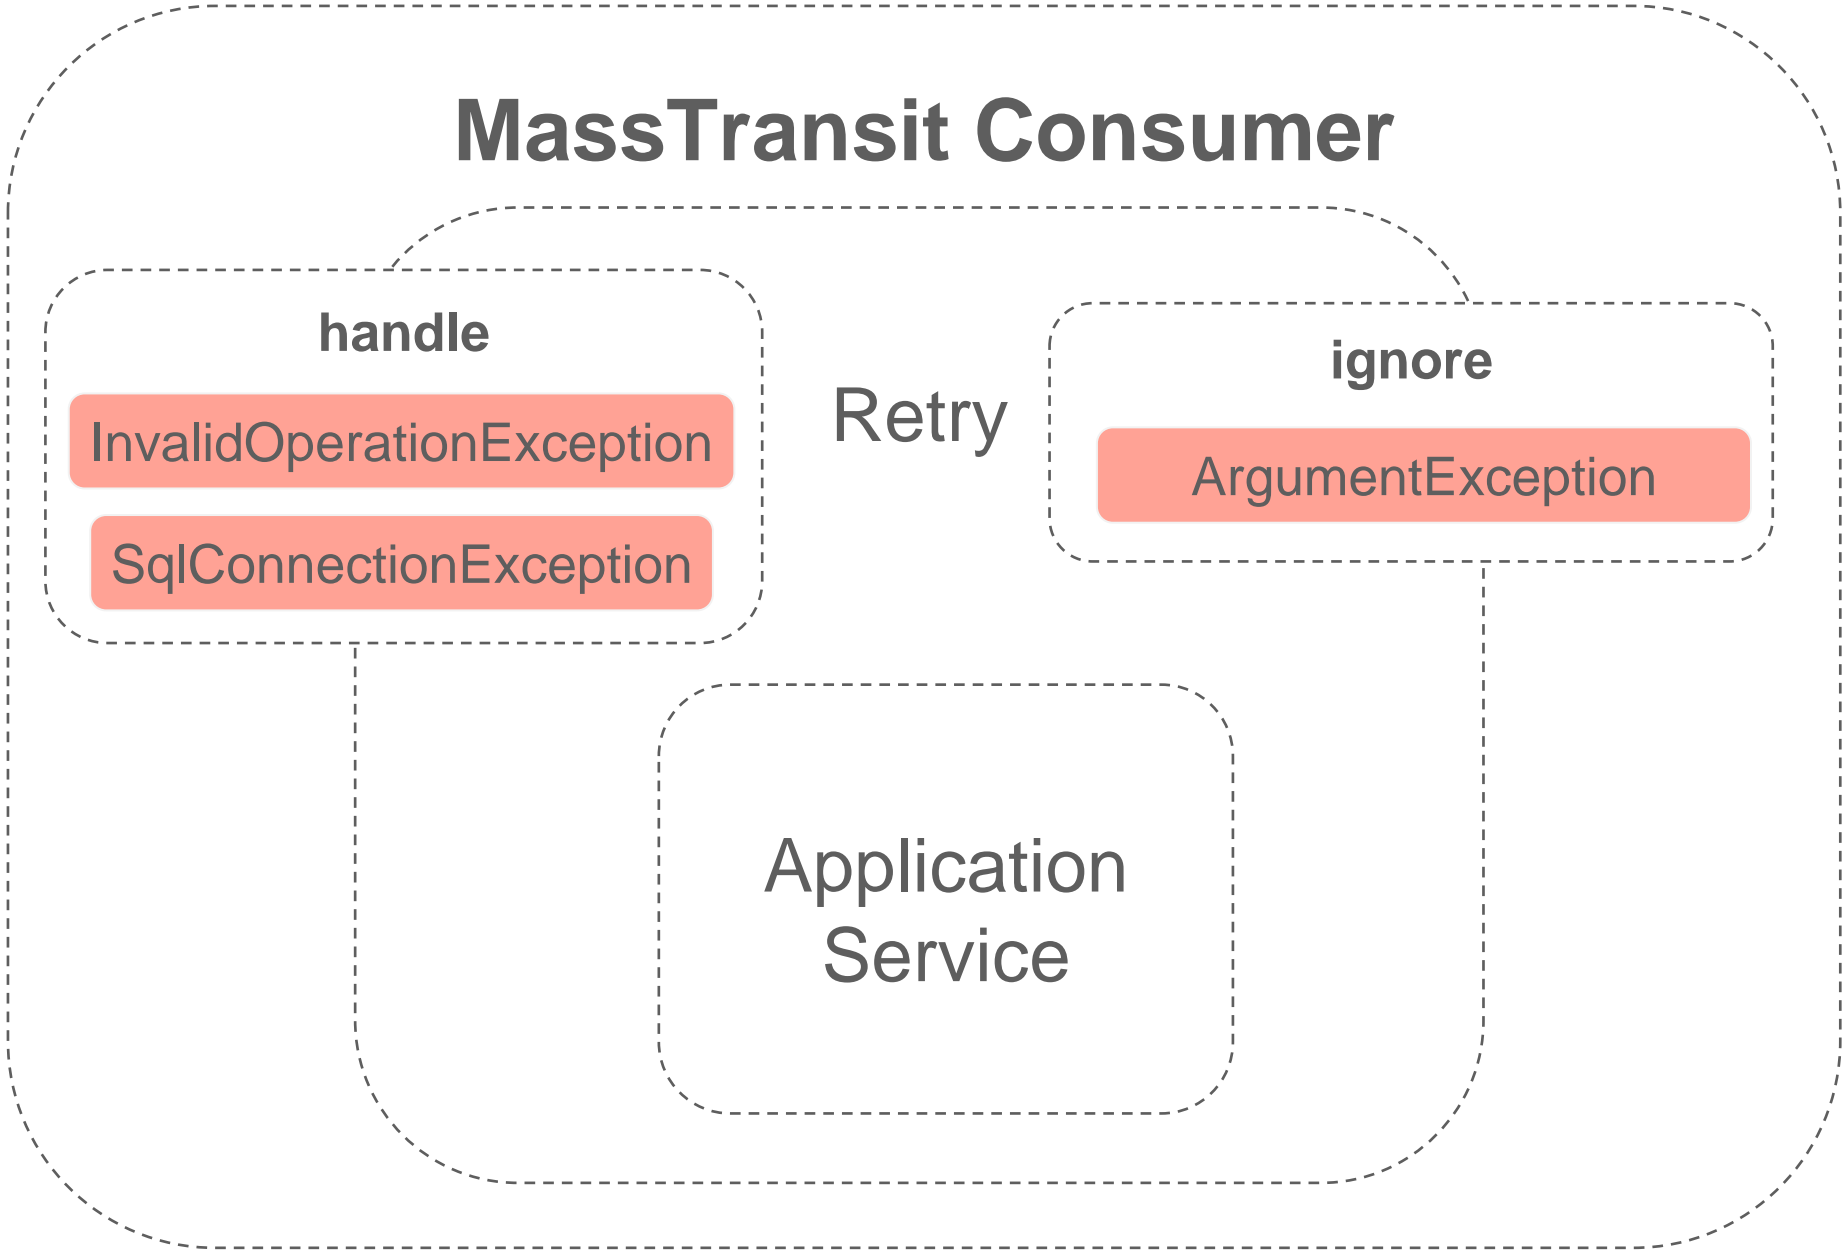 MassTransit Consumer
handle
InvalidOperationException
SqlConnectionException
Retry
ignore
ArgumentException
Application
Service